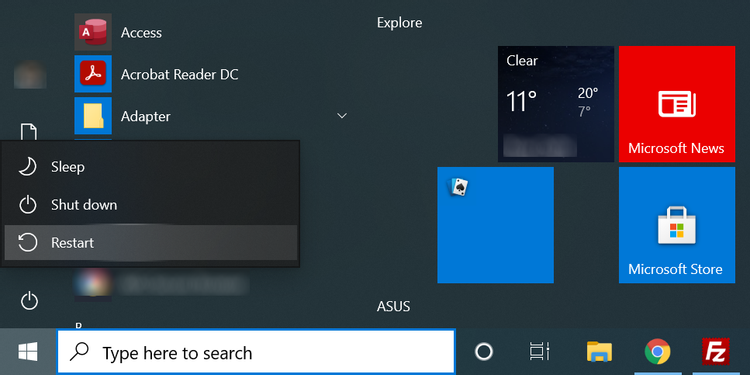 Access
Acrobat Reader DC
Adapter
Sleep
Shut down
Restart
Explore
Clear
11°
20°
7°
Microsoft News
Microsoft Store
ASUS
Type here to search
Fz